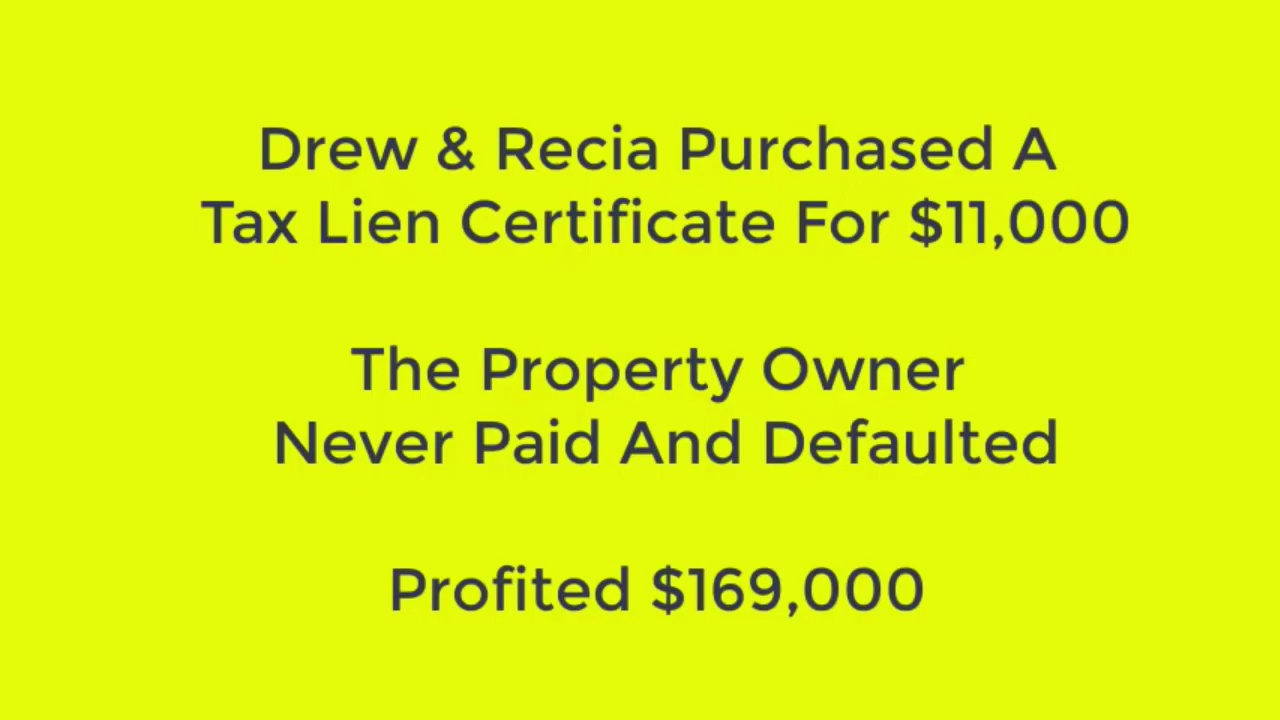 Drew & Recia Purchased A
Tax Lien Certificate For $11,000
The Property Owner
Never Paid And Defaulted
Profited $169,000